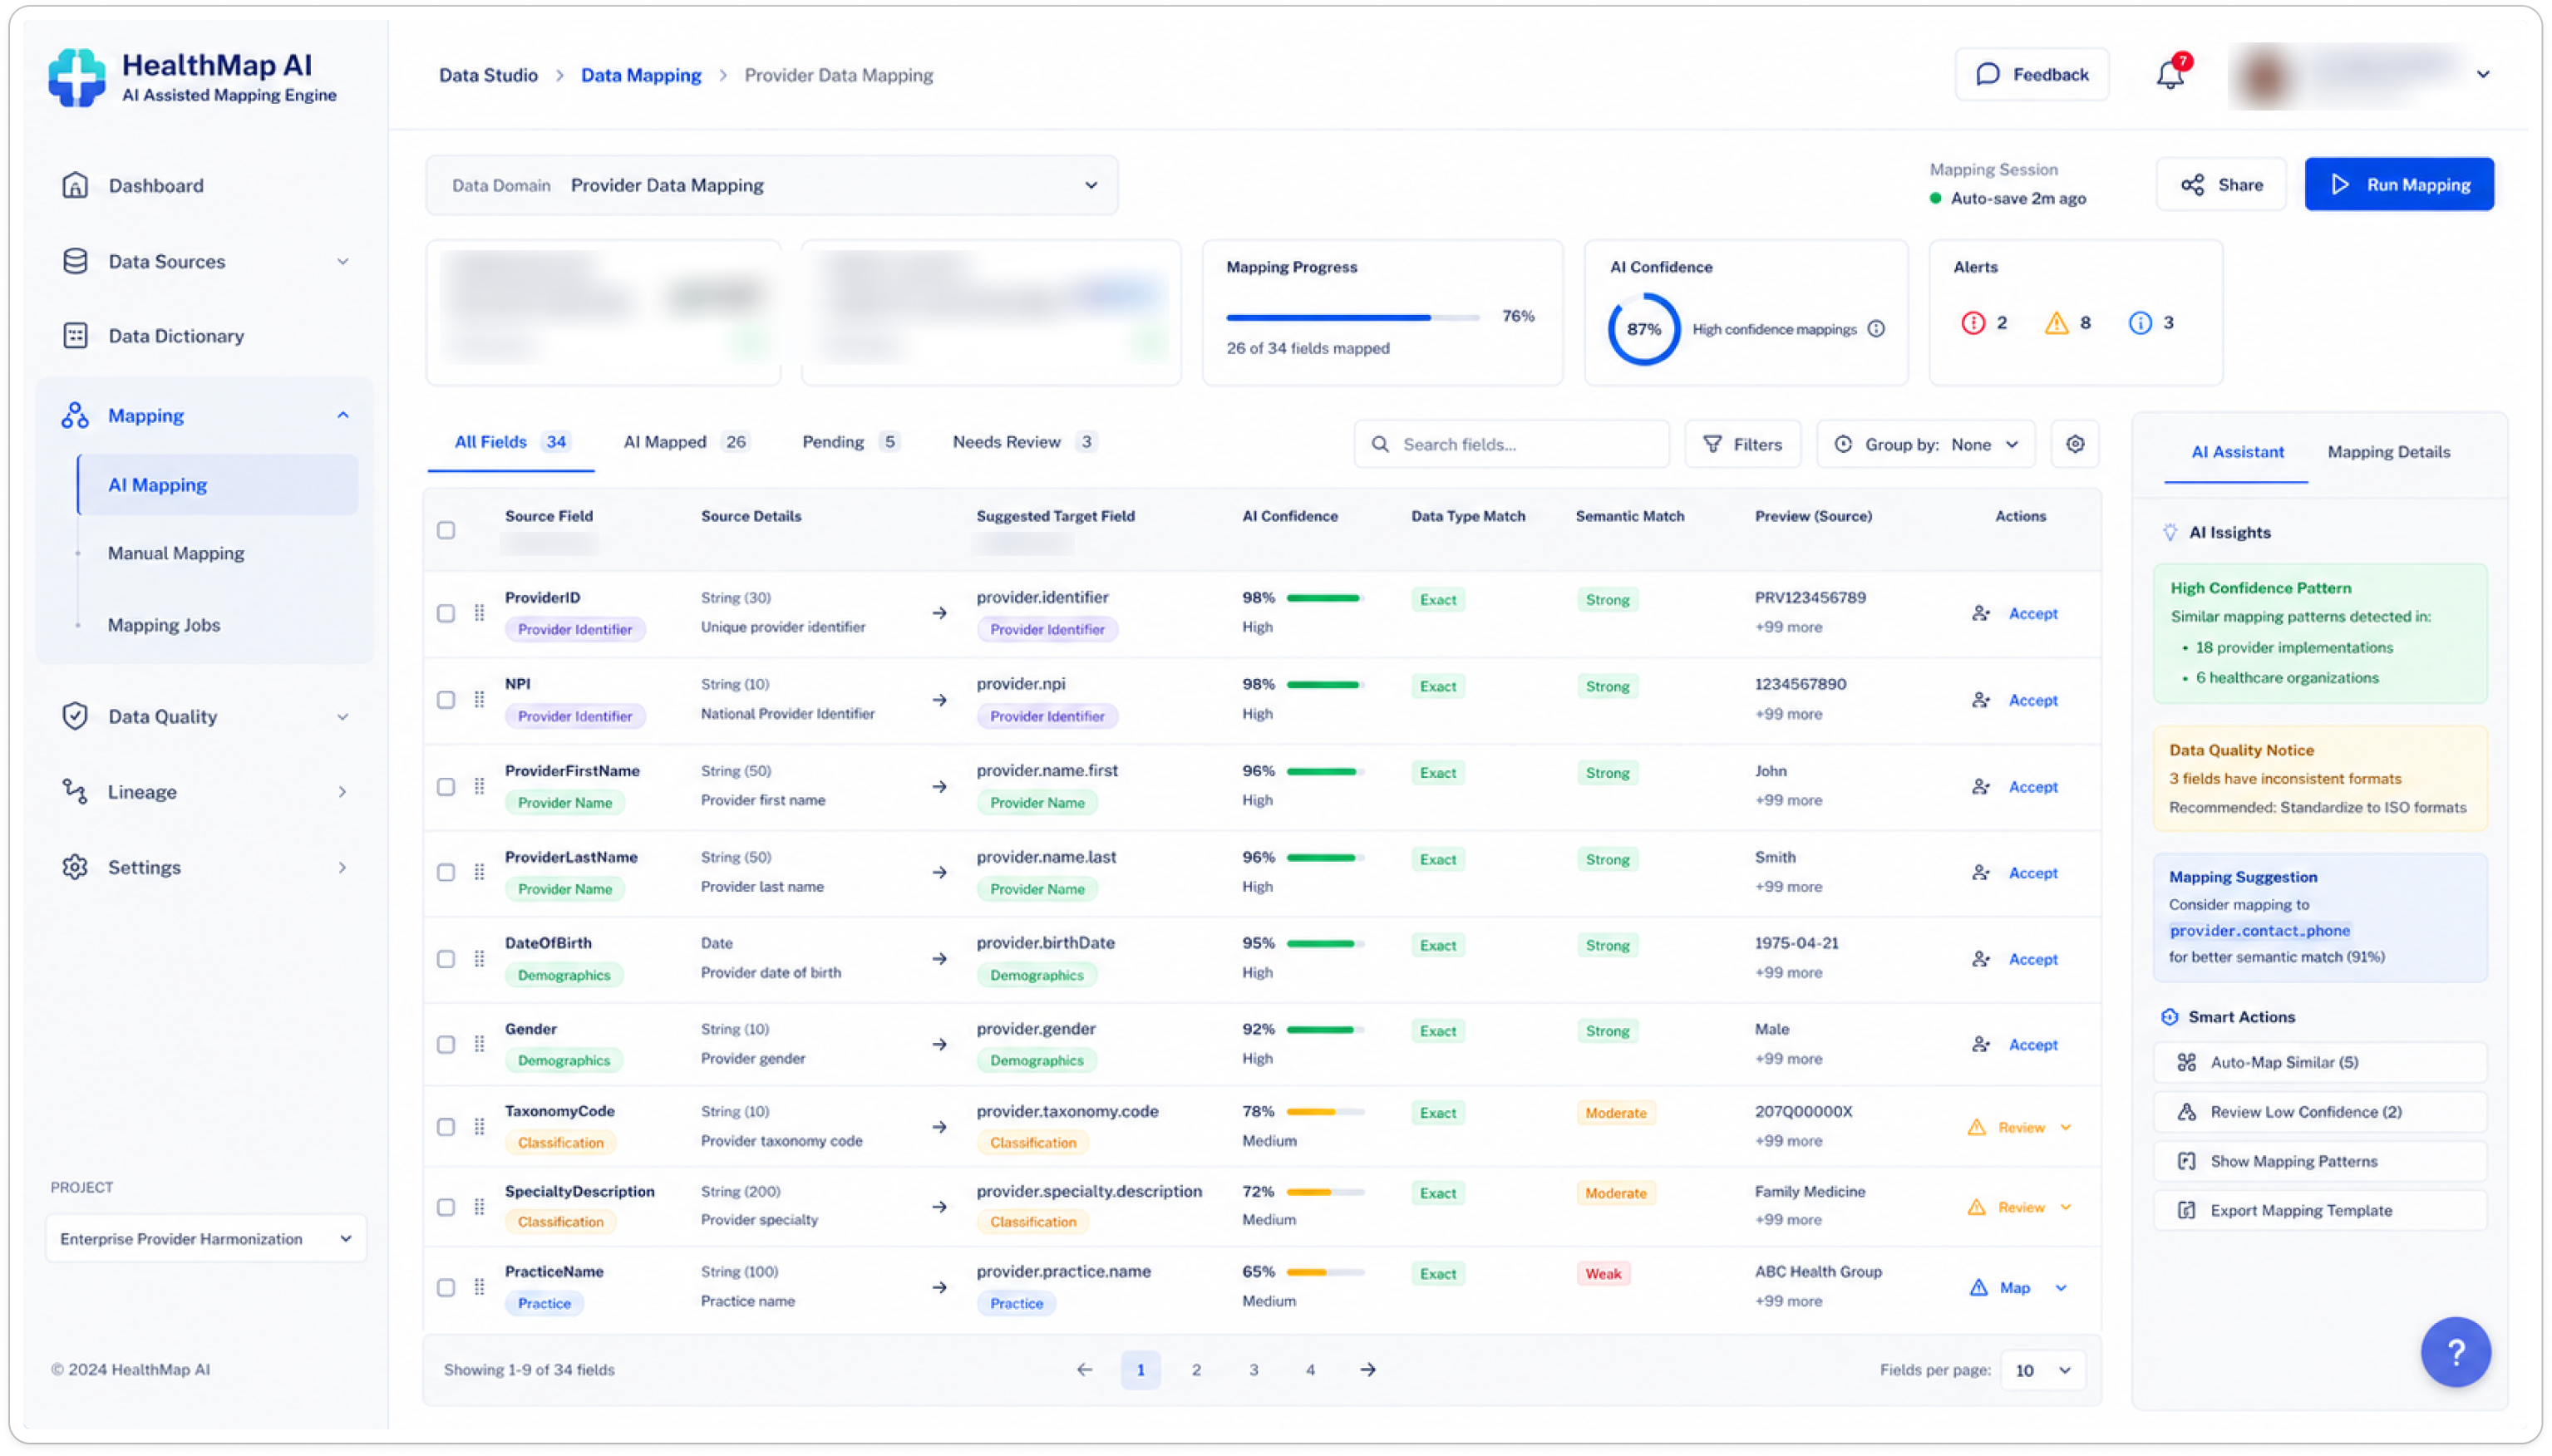 HealthMap AI
AI Assisted Mapping Engine
Data Studio > Data Mapping > Provider Data Mapping
Feedback
7
Dashboard
Data Sources
Data Dictionary
Mapping
AI Mapping
Manual Mapping
Mapping Jobs
Data Quality
Lineage
Settings
PROJECT
Enterprise Provider Harmonization
© 2024 HealthMap AI
Data Domain Provider Data Mapping
Mapping Session
Auto-save 2m ago
Share
Run Mapping
Mapping Progress
76%
26 of 34 fields mapped
AI Confidence
87% High confidence mappings
Alerts
2 8 3
All Fields 34 AI Mapped 26 Pending 5 Needs Review 3
Search fields... Filters Group by: None
Source Field Source Details Suggested Target Field AI Confidence Data Type Match Semantic Match Preview (Source) Actions
ProviderID String (30) provider.identifier 98% Exact Strong PRV123456789 Accept
Provider Identifier Unique provider identifier Provider Identifier High +99 more
NPI String (10) provider.npi 98% Exact Strong 1234567890 Accept
Provider Identifier National Provider Identifier Provider Identifier High +99 more
ProviderFirstName String (50) provider.name.first 96% Exact Strong John Accept
Provider Name Provider first name Provider Name High +99 more
ProviderLastName String (50) provider.name.last 96% Exact Strong Smith Accept
Provider Name Provider last name Provider Name High +99 more
DateOfBirth Date provider.birthDate 95% Exact Strong 1975-04-21 Accept
Demographics Provider date of birth Demographics High +99 more
Gender String (10) provider.gender 92% Exact Strong Male Accept
Demographics Provider gender Demographics High +99 more
TaxonomyCode String (10) provider.taxonomy.code 78% Exact Moderate 207Q00000X Review
Classification Provider taxonomy code Classification Medium +99 more
SpecialtyDescription String (200) provider.specialty.description 72% Exact Moderate Family Medicine Review
Classification Provider specialty Classification Medium +99 more
PracticeName String (100) provider.practice.name 65% Exact Weak ABC Health Group Map
Practice Practice name Practice Medium +99 more
Showing 1-9 of 34 fields
1 2 3 4
Fields per page: 10
AI Assistant Mapping Details
AI Issights
High Confidence Pattern
Similar mapping patterns detected in:
• 18 provider implementations
• 6 healthcare organizations
Data Quality Notice
3 fields have inconsistent formats
Recommended: Standardize to ISO formats
Mapping Suggestion
Consider mapping to
provider.contact.phone
for better semantic match (91%)
Smart Actions
Auto-Map Similar (5)
Review Low Confidence (2)
Show Mapping Patterns
Export Mapping Template
?